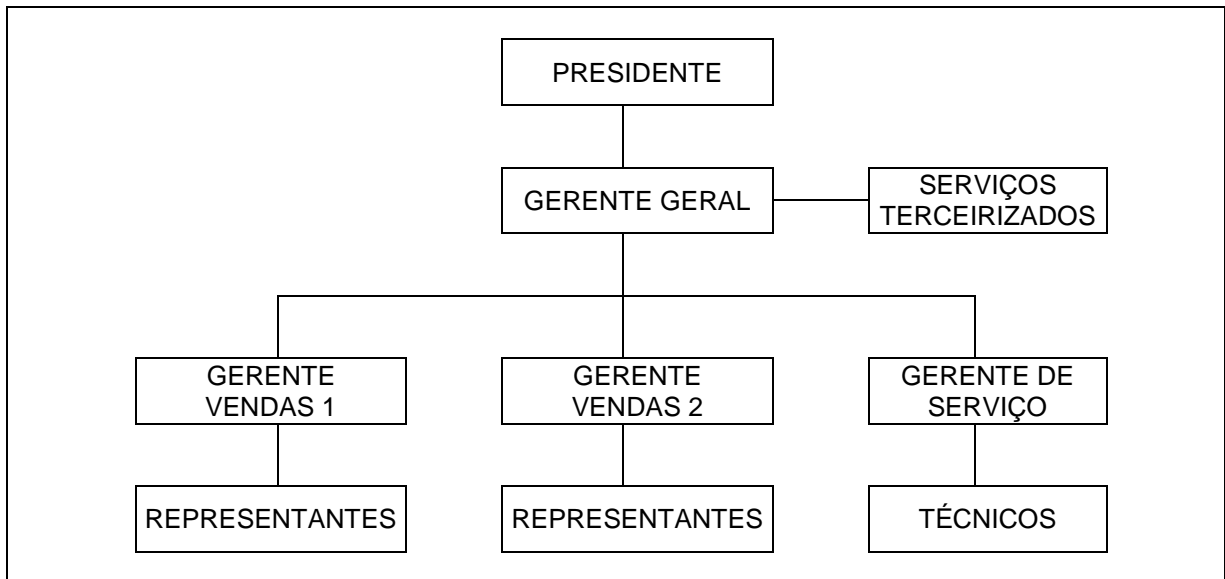 PRESIDENTE
GERENTE GERAL
SERVIÇOS
TERCEIRIZADOS
GERENTE
VENDAS 1
GERENTE
VENDAS 2
GERENTE DE
SERVIÇO
REPRESENTANTES
REPRESENTANTES
TÉCNICOS